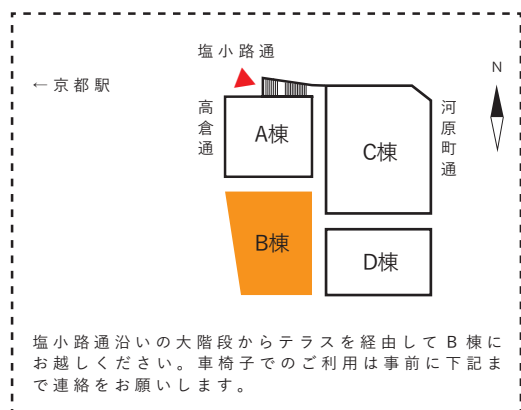 塩小路通
N
←京都駅
高倉通
河原町通
A棟
C棟
B棟
D棟
塩小路通沿いの大階段からテラスを経由してB棟に
お越しください。車椅子でのご利用は事前に下記ま
で連絡をお願いします。